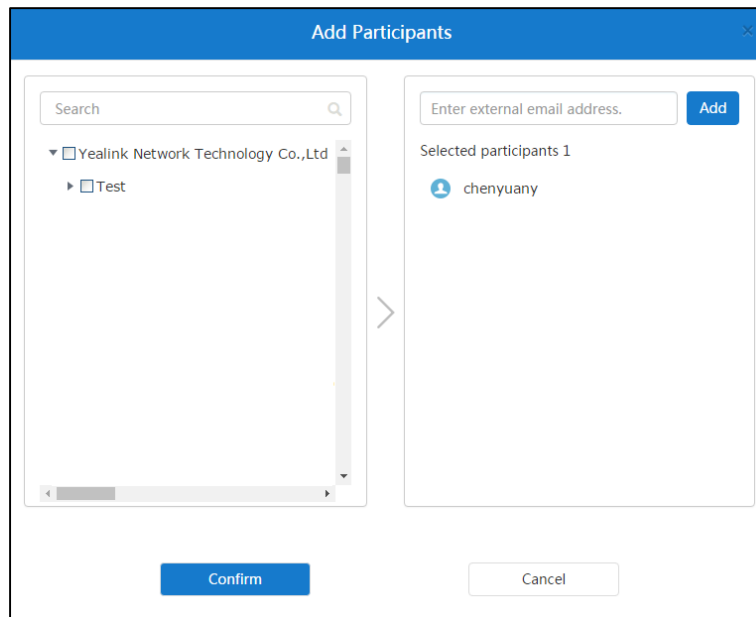 Add Participants
Search
Yealink Network Technology Co.,Ltd
Test
Enter external email address.
Add
Selected participants 1
chenyuany
Confirm
Cancel